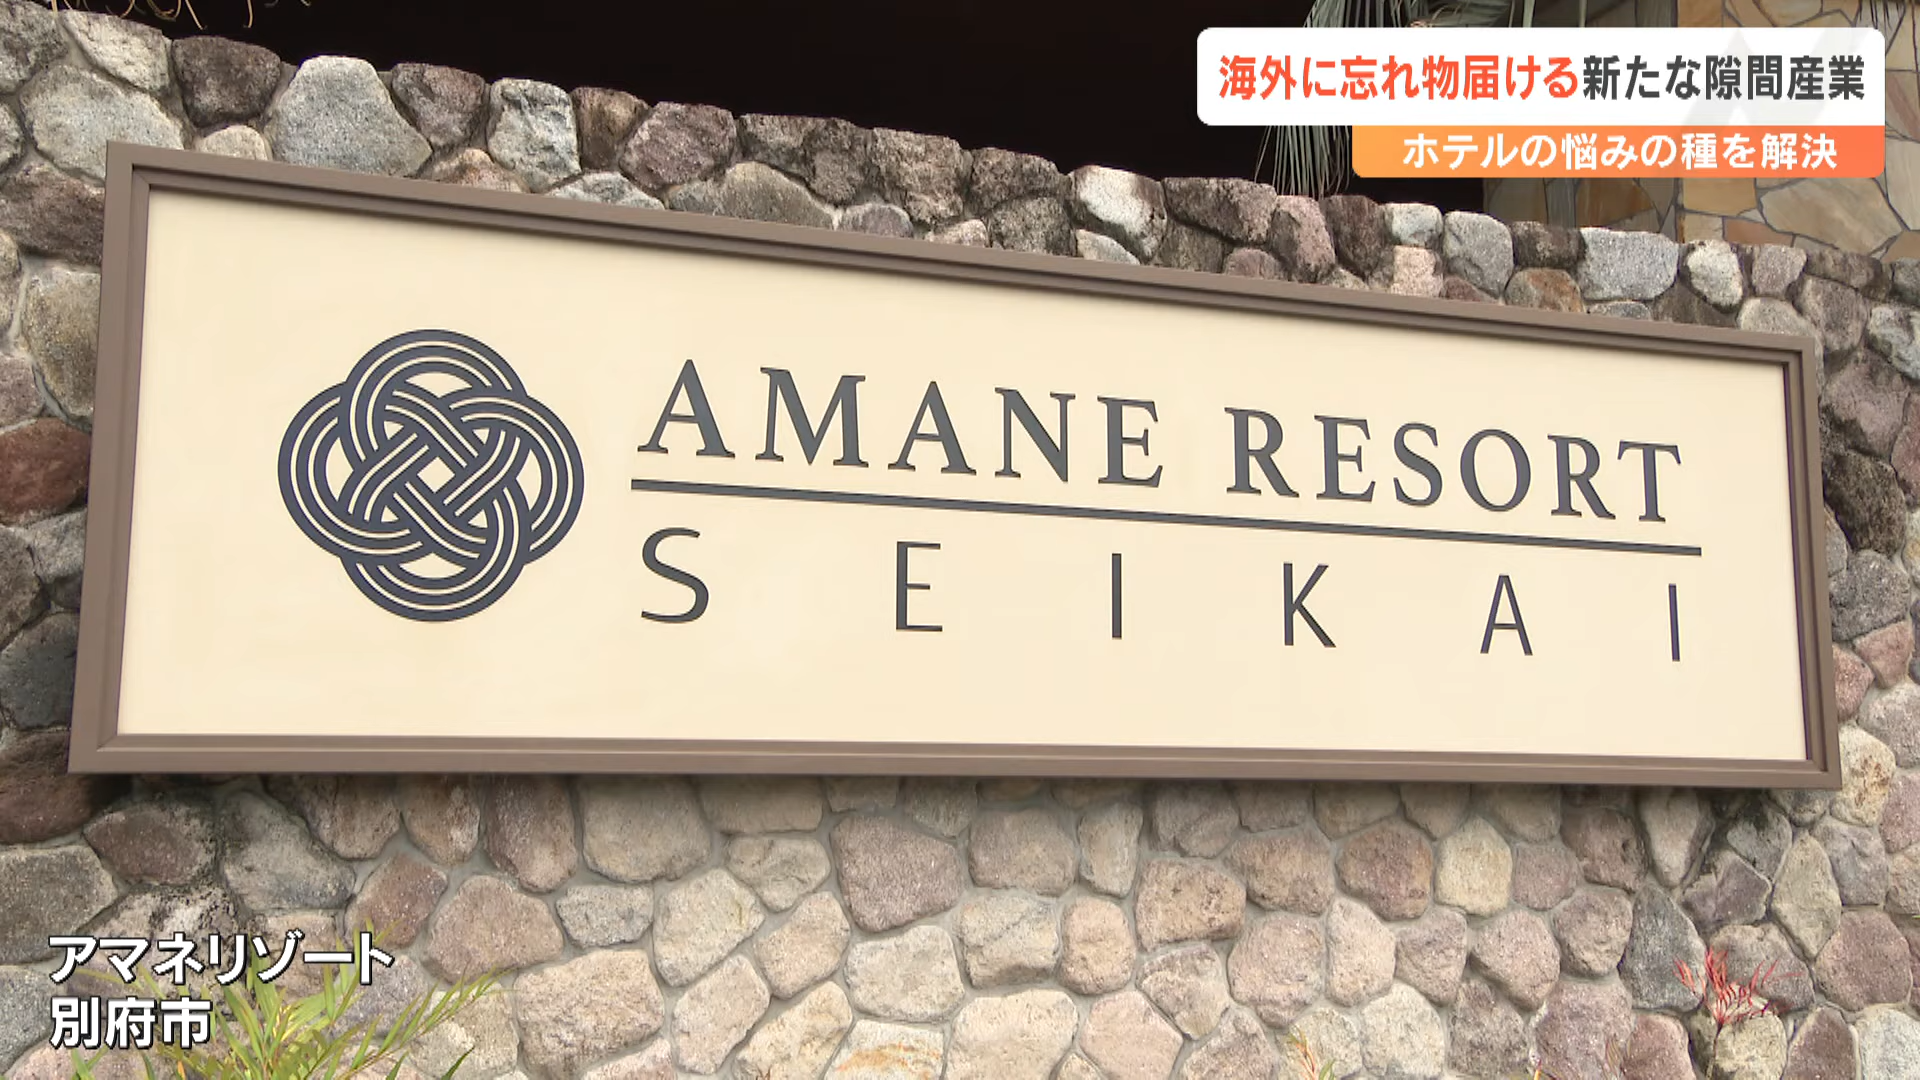 海外に忘れ物届ける新たな隙間産業
ホテルの悩みの種を解決
AMANE RESORT
SEIKAI
アマネリゾート
別府市